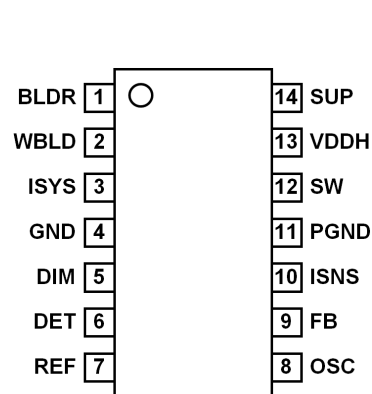 BLDR 1 14 SUP
WBLD 2 13 VDDH
ISYS 3 12 SW
GND 4 11 PGND
DIM 5 10 ISNS
DET 6 9 FB
REF 7 8 OSC